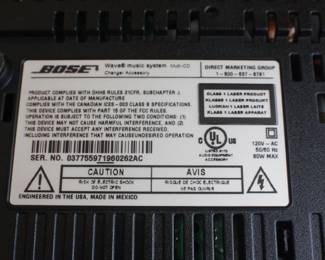 BOSE
Wave® music system Multi-CD
Changer Accessory
DIRECT MARKETING GROUP
PRODUCT COMPLIES WITH DHHS RULES 21CFR, SUBCHAPTER J,
APPLICABLE AT DATE OF MANUFACTURE
COMPLIES WITH THE CANADIAN ICES - 003 CLASS B SPECIFICATIONS.
THIS DEVICE COMPLIES WITH PART 15 OF THE FCC RULES.
OPERATION IS SUBJECT TO THE FOLLOWING TWO CONDITIONS: (1)
THIS DEVICE MAY NOT CAUSE HARMFUL INTERFERENCE, AND (2)
THIS DEVICE MUST ACCEPT ANY INTERFERENCE RECEIVED,
INCLUDING INTERFERENCE THAT MAY CAUSE UNDESIRED OPERATION
CLASS 1 LASER PRODUCT
KLASSE 1 LASER PRODUKT
LUOKAN 1 LASER LAITE
KLASS 1 LASER APPARAT
C UL US
LISTED
120V - AC
50/60 Hz
80W MAX
SER. NO. 037755971960262AC
CAUTION
RISK OF ELECTRIC SHOCK
DO NOT OPEN
AVIS
RISQUE DE CHOC ELECTRIQUE
NE PAS OUVRIR
ENGINEERED IN USA, MADE IN MEXICO